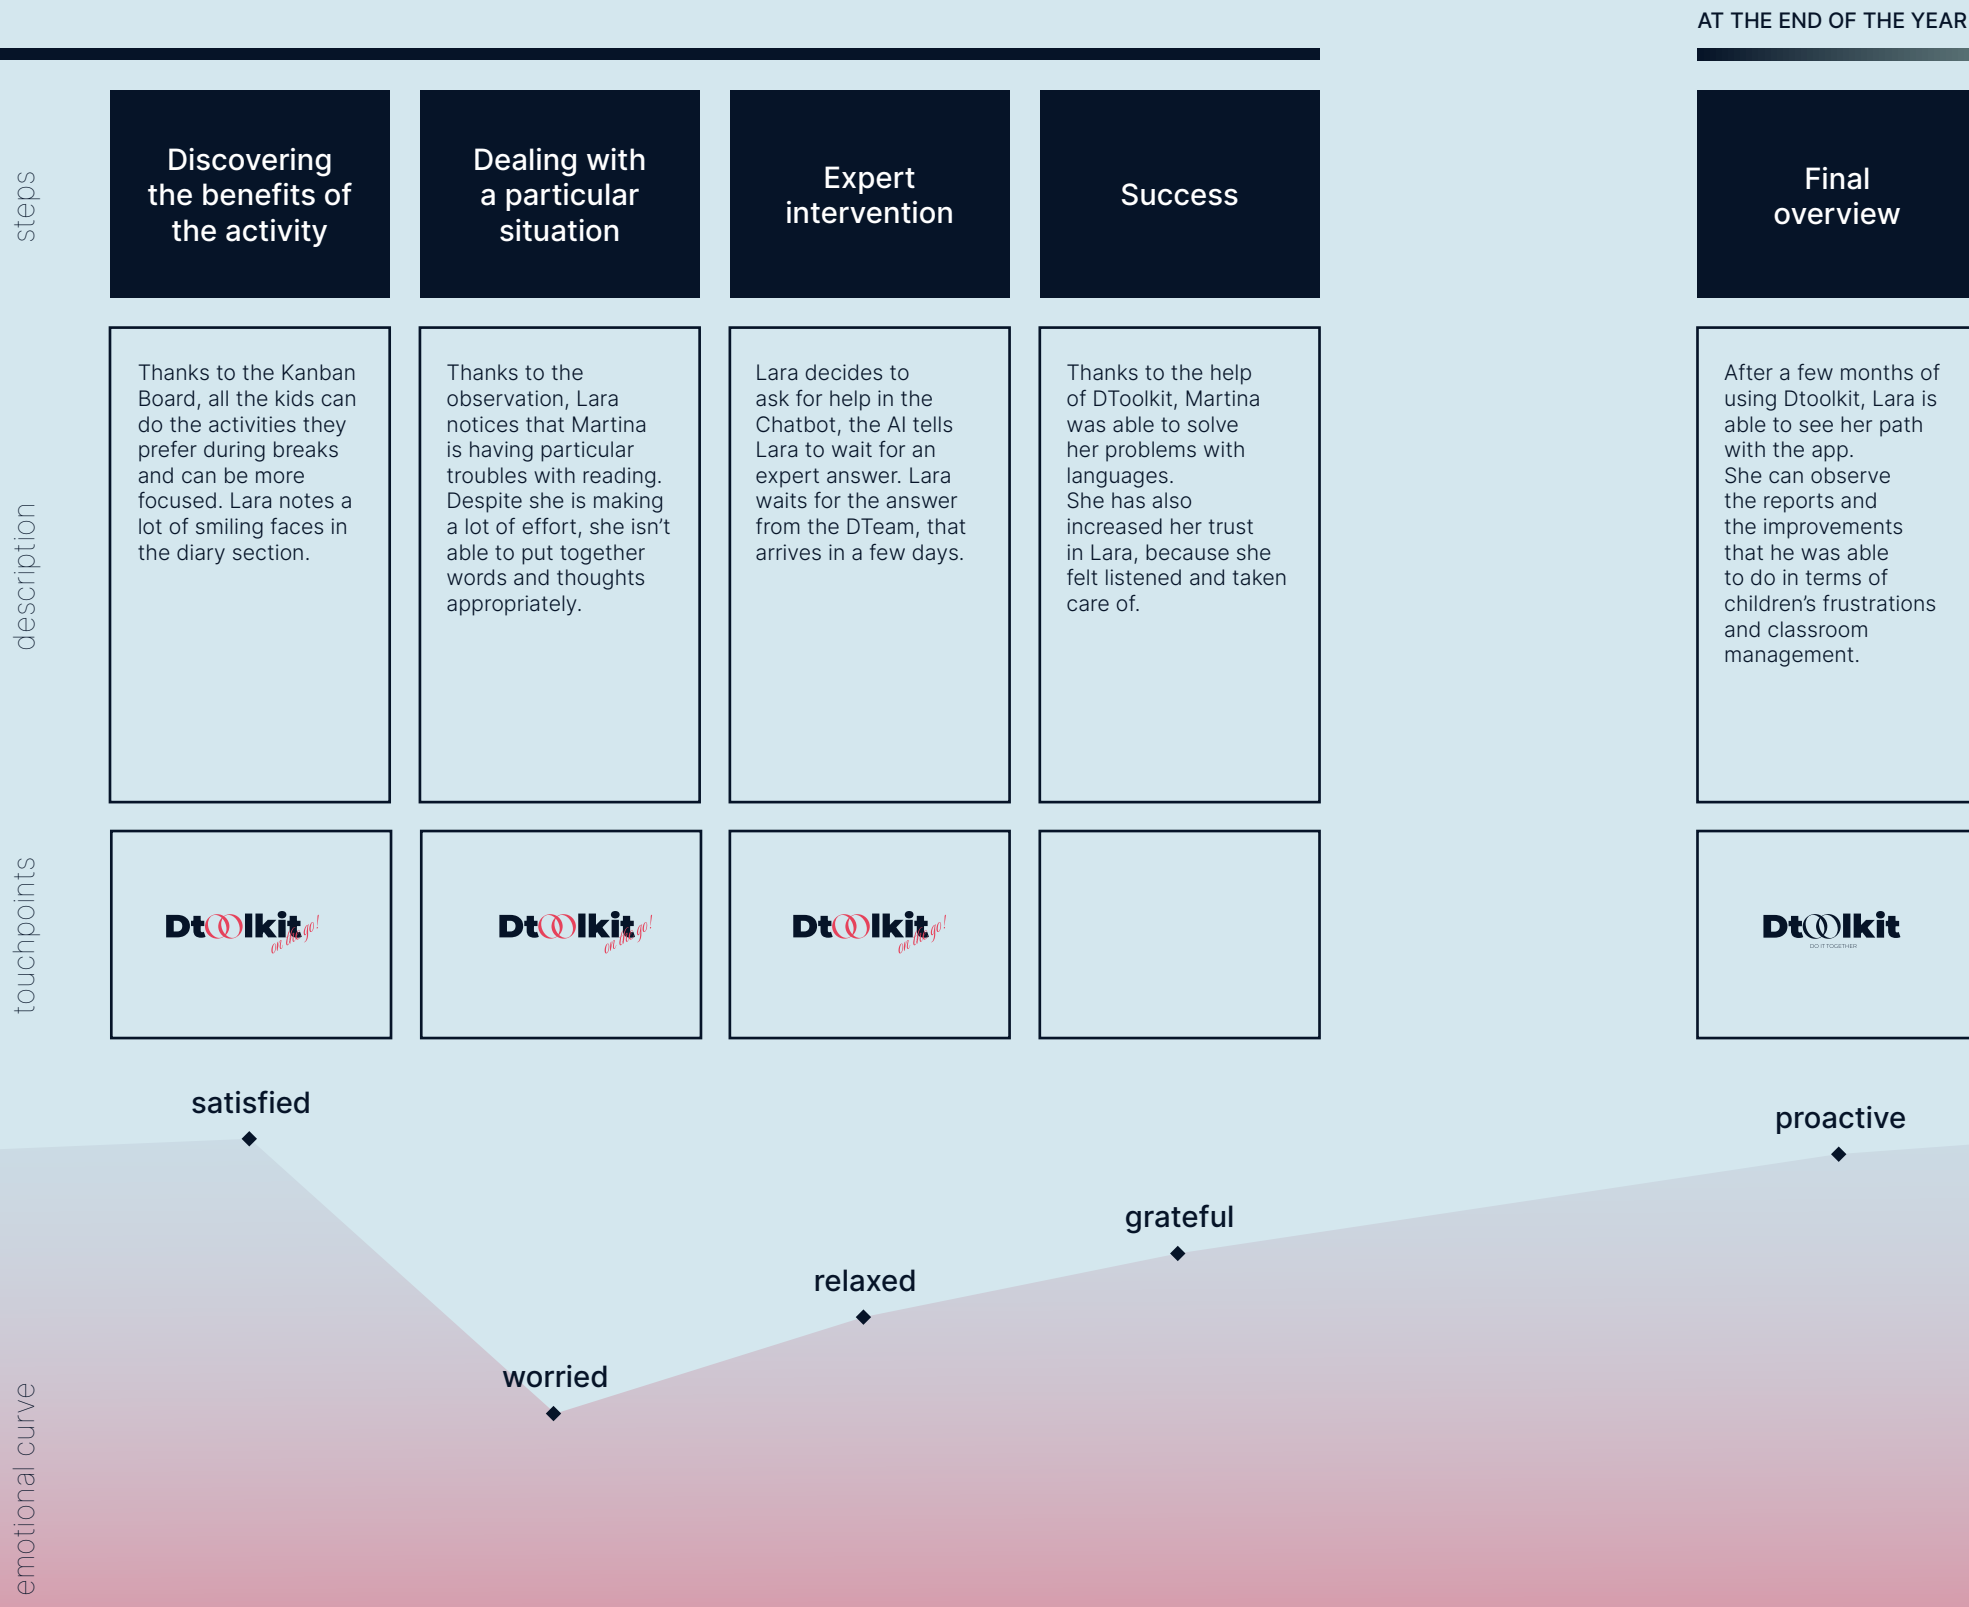 AT THE END OF THE YEAR
steps
Discovering
the benefits of
the activity
Dealing with
a particular
situation
Expert
intervention
Success
Final
overview
description
Thanks to the Kanban
Board, all the kids can
do the activities they
prefer during breaks
and can be more
focused. Lara notes a
lot of smiling faces in
the diary section.
Thanks to the
observation, Lara
notices that Martina
is having particular
troubles with reading.
Despite she is making
a lot of effort, she isn’t
able to put together
words and thoughts
appropriately.
Lara decides to
ask for help in the
Chatbot, the AI tells
Lara to wait for an
expert answer. Lara
waits for the answer
from the DTeam, that
arrives in a few days.
Thanks to the help
of DToolkit, Martina
was able to solve
her problems with
languages.
She has also
increased her trust
in Lara, because she
felt listened and taken
care of.
After a few months of
using Dtoolkit, Lara is
able to see her path
with the app.
She can observe
the reports and
the improvements
that he was able
to do in terms of
children’s frustrations
and classroom
management.
touchpoints
Dtoolkit
on the go!
Dtoolkit
on the go!
Dtoolkit
on the go!
Dtoolkit
DO IT TOGETHER
emotional curve
satisfied
worried
relaxed
grateful
proactive